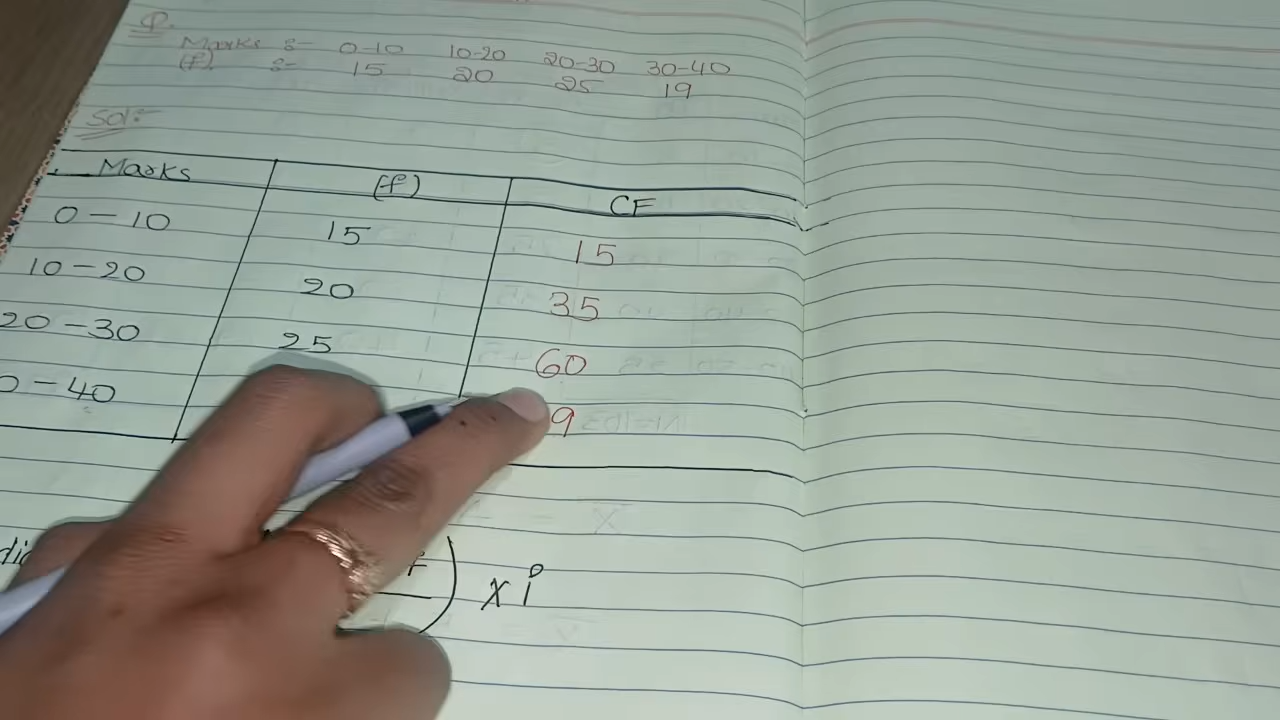 Q.
Marks :- 0-10 10-20 20-30 30-40
(f) :- 15 20 25 19
Sol:-
Marks (f) CF
0-10 15 15
10-20 20 35
20-30 25 60
0-40 9
) x i